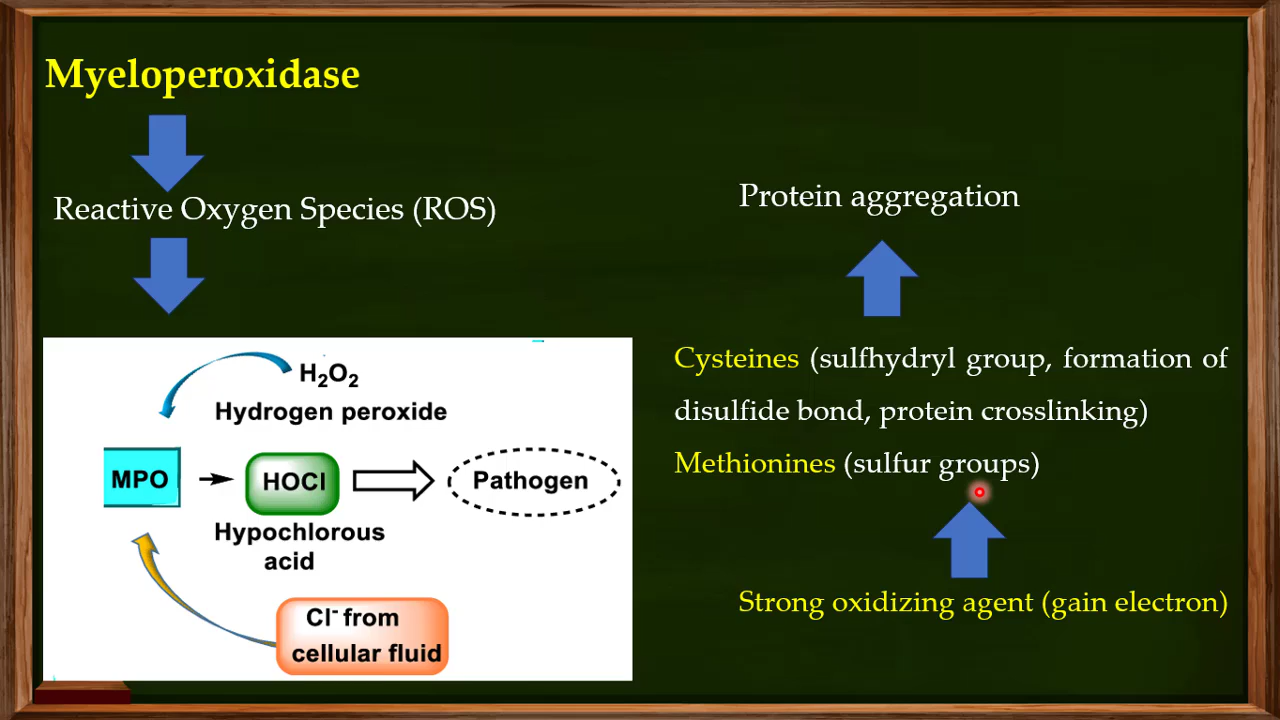 Myeloperoxidase
Reactive Oxygen Species (ROS)
H₂O₂
Hydrogen peroxide
MPO
HOCl
Pathogen
Hypochlorous
acid
Cl⁻ from
cellular fluid
Protein aggregation
Cysteines (sulfhydryl group, formation of
disulfide bond, protein crosslinking)
Methionines (sulfur groups)
Strong oxidizing agent (gain electron)